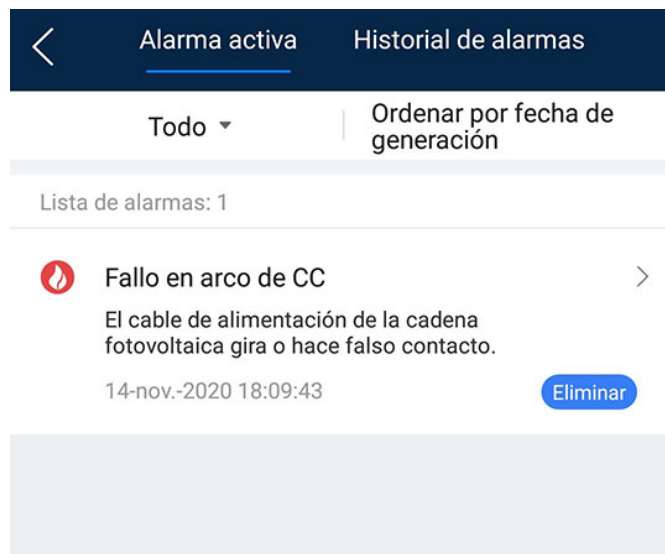 Alarma activa Historial de alarmas
Todo Ordenar por fecha de
generación
Lista de alarmas: 1
Fallo en arco de CC
El cable de alimentación de la cadena
fotovoltaica gira o hace falso contacto.
14-nov.-2020 18:09:43 Eliminar